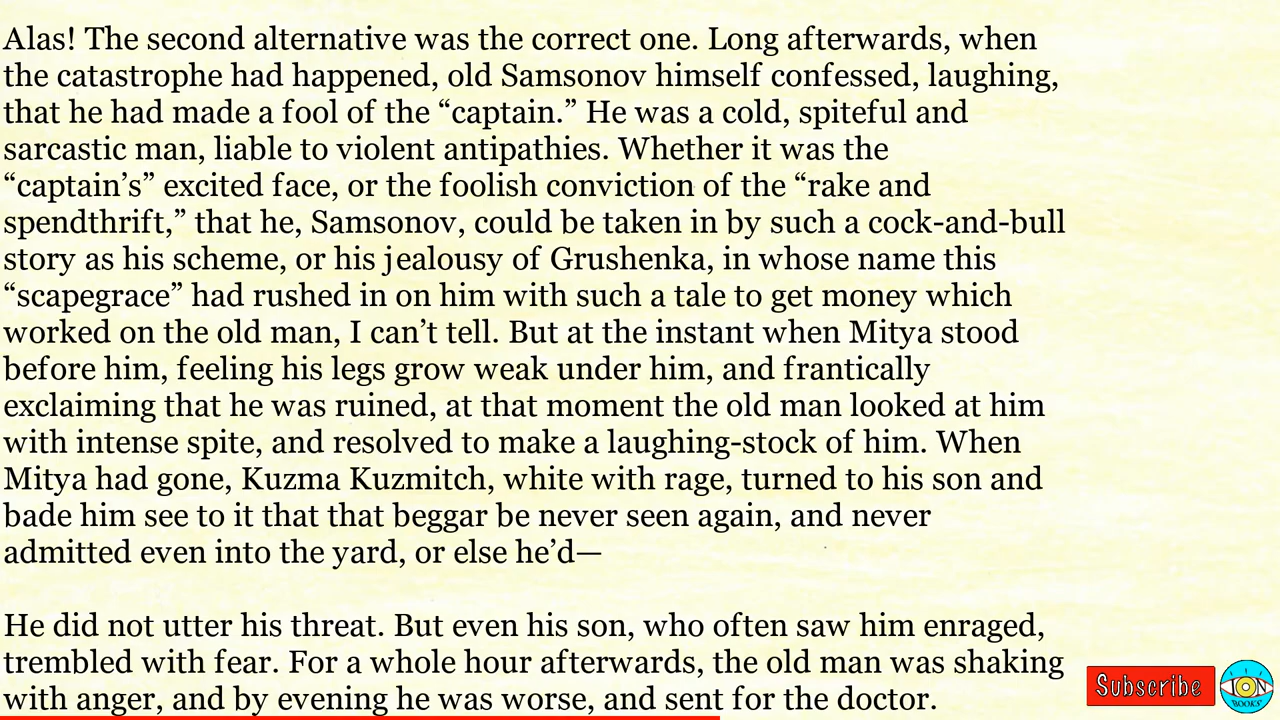 Alas! The second alternative was the correct one. Long afterwards, when
the catastrophe had happened, old Samsonov himself confessed, laughing,
that he had made a fool of the “captain.” He was a cold, spiteful and
sarcastic man, liable to violent antipathies. Whether it was the
“captain’s” excited face, or the foolish conviction of the “rake and
spendthrift,” that he, Samsonov, could be taken in by such a cock-and-bull
story as his scheme, or his jealousy of Grushenka, in whose name this
“scapegrace” had rushed in on him with such a tale to get money which
worked on the old man, I can’t tell. But at the instant when Mitya stood
before him, feeling his legs grow weak under him, and frantically
exclaiming that he was ruined, at that moment the old man looked at him
with intense spite, and resolved to make a laughing-stock of him. When
Mitya had gone, Kuzma Kuzmitch, white with rage, turned to his son and
bade him see to it that that beggar be never seen again, and never
admitted even into the yard, or else he’d—
He did not utter his threat. But even his son, who often saw him enraged,
trembled with fear. For a whole hour afterwards, the old man was shaking
with anger, and by evening he was worse, and sent for the doctor.
Subscribe
ION
BOOKS